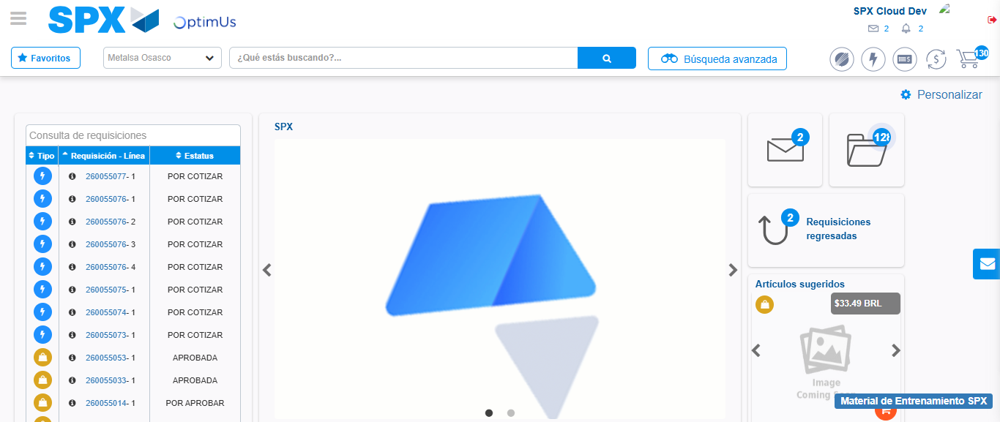 SPX OptimUs
SPX Cloud Dev
2 2
Favoritos
Metalsa Osasco
¿Qué estás buscando?...
Búsqueda avanzada
130
Personalizar
Consulta de requisiciones
Tipo Requisición - Línea Estatus
260055077- 1 POR COTIZAR
260055076- 1 POR COTIZAR
260055076- 2 POR COTIZAR
260055076- 3 POR COTIZAR
260055076- 4 POR COTIZAR
260055075- 1 POR COTIZAR
260055074- 1 POR COTIZAR
260055073- 1 POR COTIZAR
260055053- 1 APROBADA
260055033- 1 APROBADA
260055014- 1 POR APROBAR
SPX
2
2
Requisiciones
regresadas
Artículos sugeridos
$33.49 BRL
Image
Coming
Material de Entrenamiento SPX